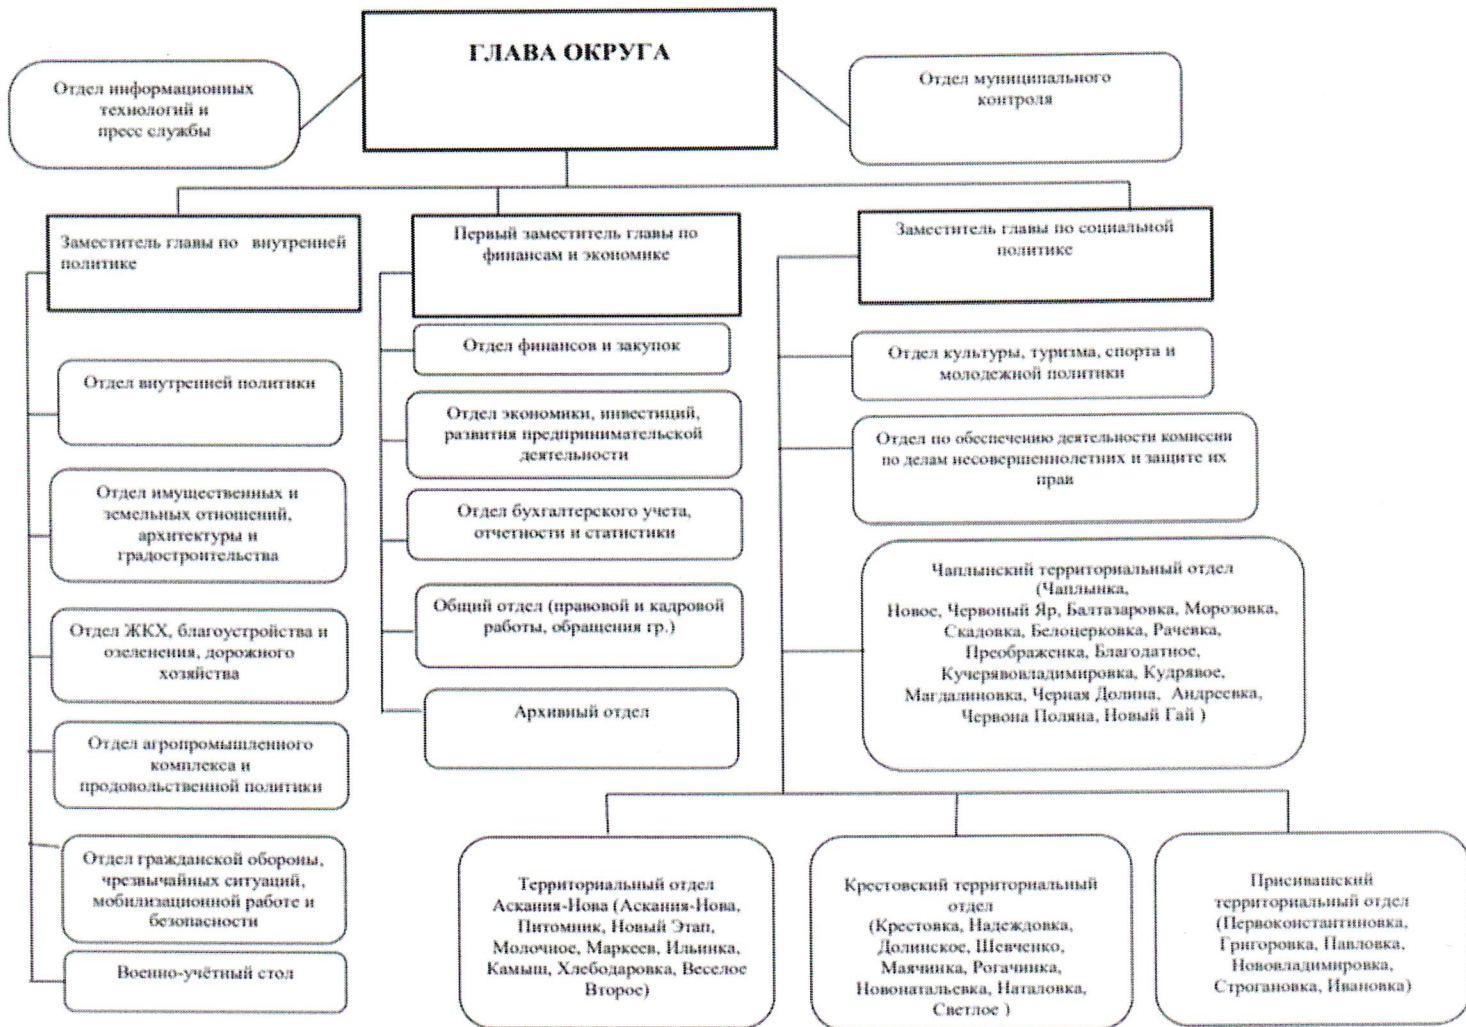 ГЛАВА ОКРУГА
Отдел информационных
технологий и
пресс службы
Отдел муниципального
контроля
Заместитель главы по внутренней
политике
Первый заместитель главы по
финансам и экономике
Заместитель главы по социальной
политике
Отдел внутренней политики
Отдел имущественных и
земельных отношений,
архитектуры и
градостроительства
Отдел ЖКХ, благоустройства и
озеленения, дорожного
хозяйства
Отдел агропромышленного
комплекса и
продовольственной политики
Отдел гражданской обороны,
чрезвычайных ситуаций,
мобилизационной работе и
безопасности
Военно-учётный стол
Отдел финансов и закупок
Отдел экономики, инвестиций,
развития предпринимательской
деятельности
Отдел бухгалтерского учета,
отчетности и статистики
Общий отдел (правовой и кадровой
работы, обращения гр.)
Архивный отдел
Отдел культуры, туризма, спорта и
молодежной политики
Отдел по обеспечению деятельности комиссии
по делам несовершеннолетних и защите их
прав
Чаплынский территориальный отдел
(Чаплынка,
Новое, Червоный Яр, Балтазаровка, Морозовка,
Скадовка, Белоцерковка, Рачевка,
Преображенка, Благодатное,
Кучерявовладимировка, Кудрявое,
Магдалиновка, Черная Долина, Андреевка,
Червона Поляна, Новый Гай )
Территориальный отдел
Аскания-Нова (Аскания-Нова,
Питомник, Новый Этап,
Молочное, Маркеев, Ильинка,
Камыш, Хлебодаровка, Веселое
Второе)
Крестовский территориальный
отдел
(Крестовка, Надеждовка,
Долинское, Шевченко,
Маячинка, Рогачинка,
Новонатальевка, Наталовка,
Светлое )
Присивашский
территориальный отдел
(Первоконстантиновка,
Григоровка, Павловка,
Нововладимировка,
Строгановка, Ивановка)